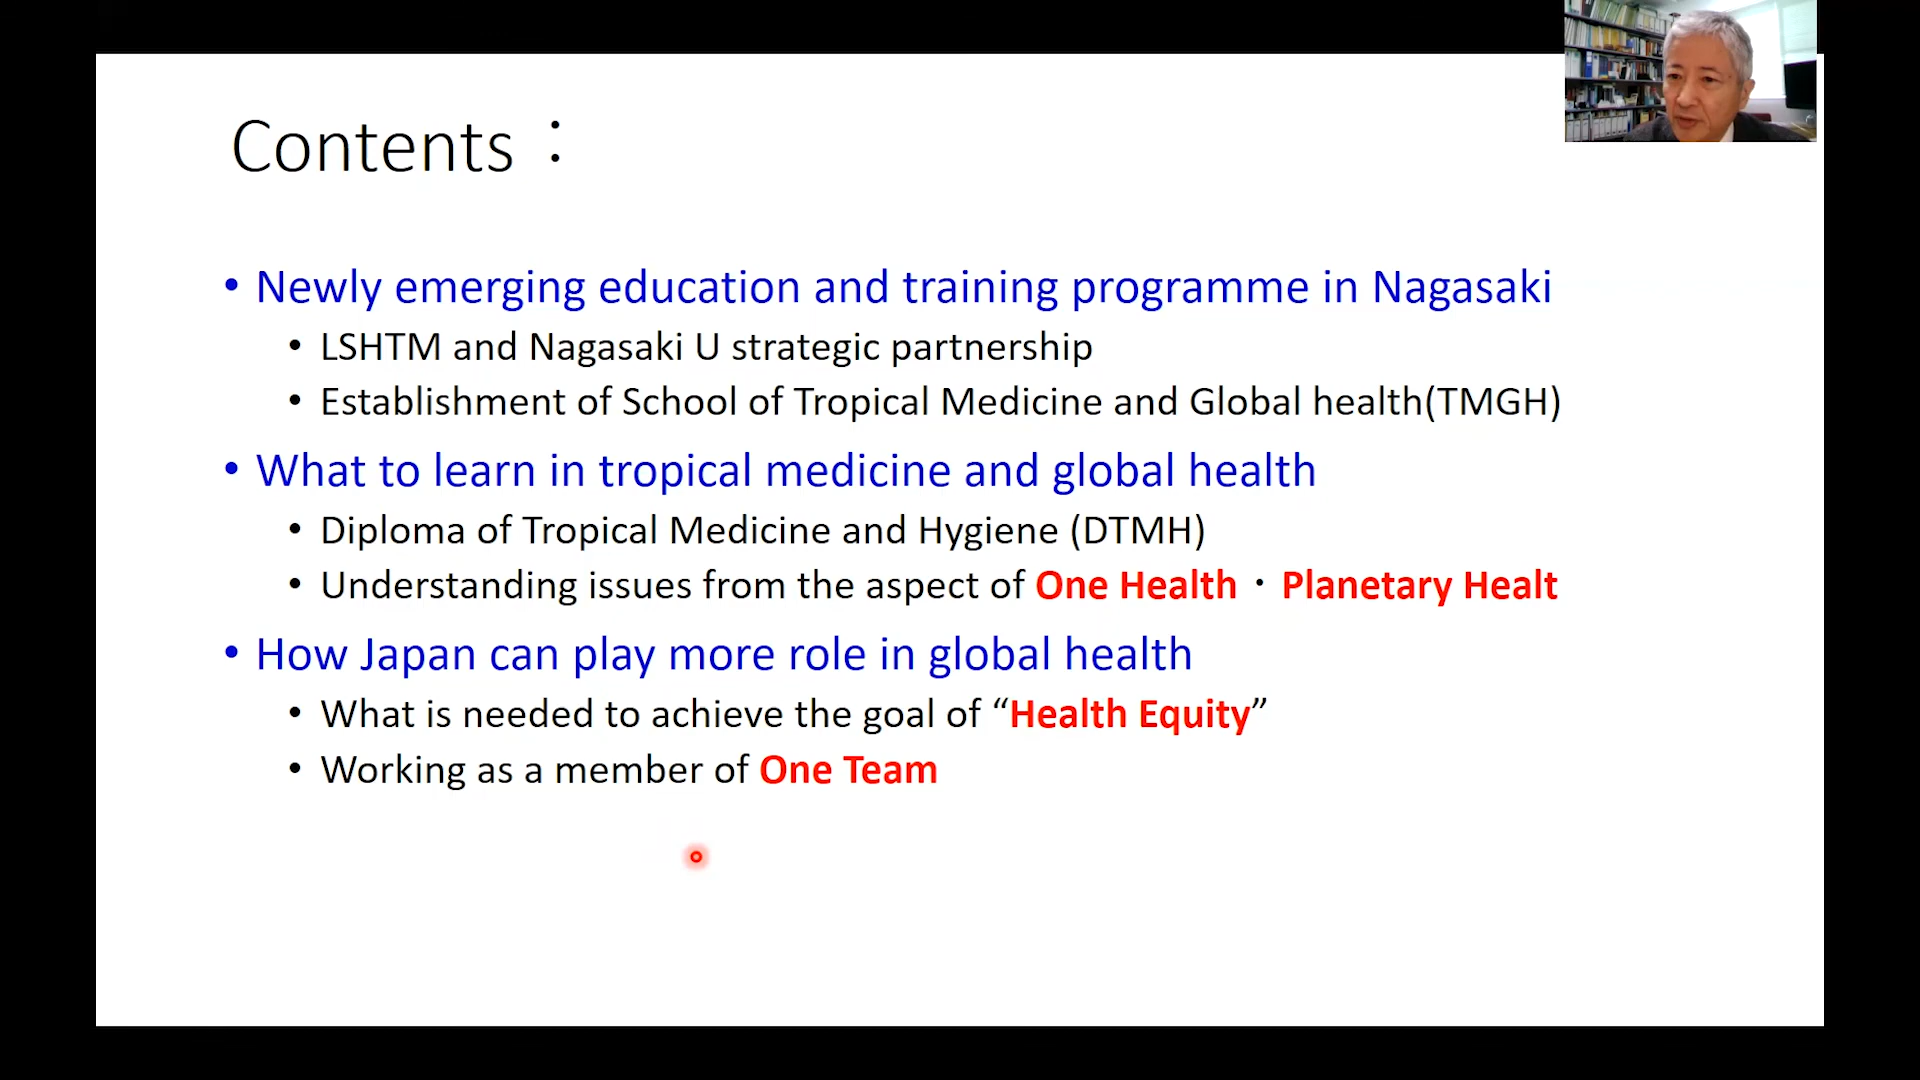 Contents：
• Newly emerging education and training programme in Nagasaki
• LSHTM and Nagasaki U strategic partnership
• Establishment of School of Tropical Medicine and Global health(TMGH)
• What to learn in tropical medicine and global health
• Diploma of Tropical Medicine and Hygiene (DTMH)
• Understanding issues from the aspect of One Health・Planetary Healt
• How Japan can play more role in global health
• What is needed to achieve the goal of “Health Equity”
• Working as a member of One Team